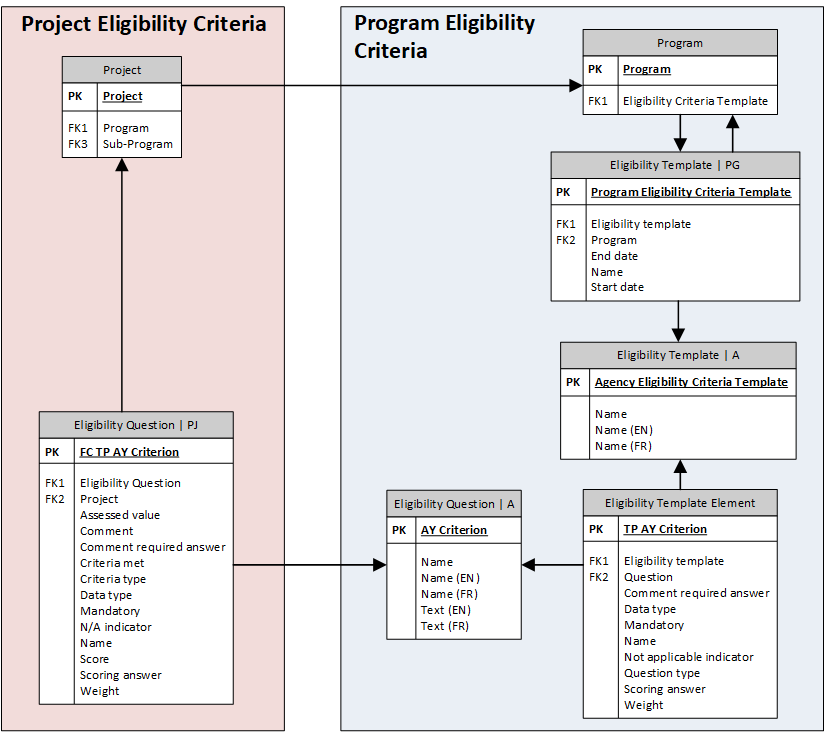 Project Eligibility Criteria
Project
PK Project
FK1 Program
FK3 Sub-Program
Eligibility Question | PJ
PK FC TP AY Criterion
FK1 Eligibility Question
FK2 Project
Assessed value
Comment
Comment required answer
Criteria met
Criteria type
Data type
Mandatory
N/A indicator
Name
Score
Scoring answer
Weight
Program Eligibility
Criteria
Program
PK Program
FK1 Eligibility Criteria Template
Eligibility Template | PG
PK Program Eligibility Criteria Template
FK1 Eligibility template
FK2 Program
End date
Name
Start date
Eligibility Template | A
PK Agency Eligibility Criteria Template
Name
Name (EN)
Name (FR)
Eligibility Question | A
PK AY Criterion
Name
Name (EN)
Name (FR)
Text (EN)
Text (FR)
Eligibility Template Element
PK TP AY Criterion
FK1 Eligibility template
FK2 Question
Comment required answer
Data type
Mandatory
Name
Not applicable indicator
Question type
Scoring answer
Weight